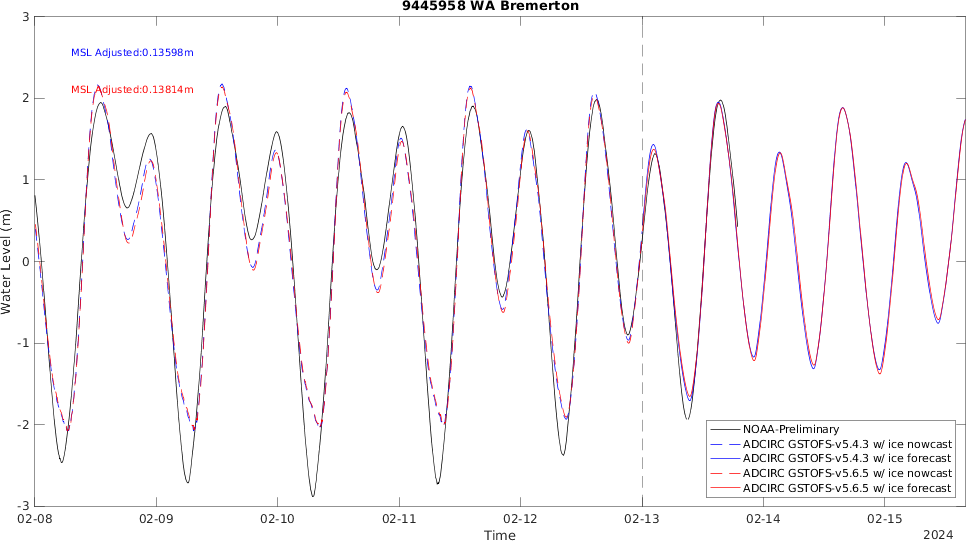 9445958 WA Bremerton
MSL Adjusted:0.13598m
MSL Adjusted:0.13814m
Water Level (m)
3
2
1
0
-1
-2
-3
NOAA-Preliminary
ADCIRC GSTOFS-v5.4.3 w/ ice nowcast
ADCIRC GSTOFS-v5.4.3 w/ ice forecast
ADCIRC GSTOFS-v5.6.5 w/ ice nowcast
ADCIRC GSTOFS-v5.6.5 w/ ice forecast
02-08 02-09 02-10 02-11 02-12 02-13 02-14 02-15
Time
2024